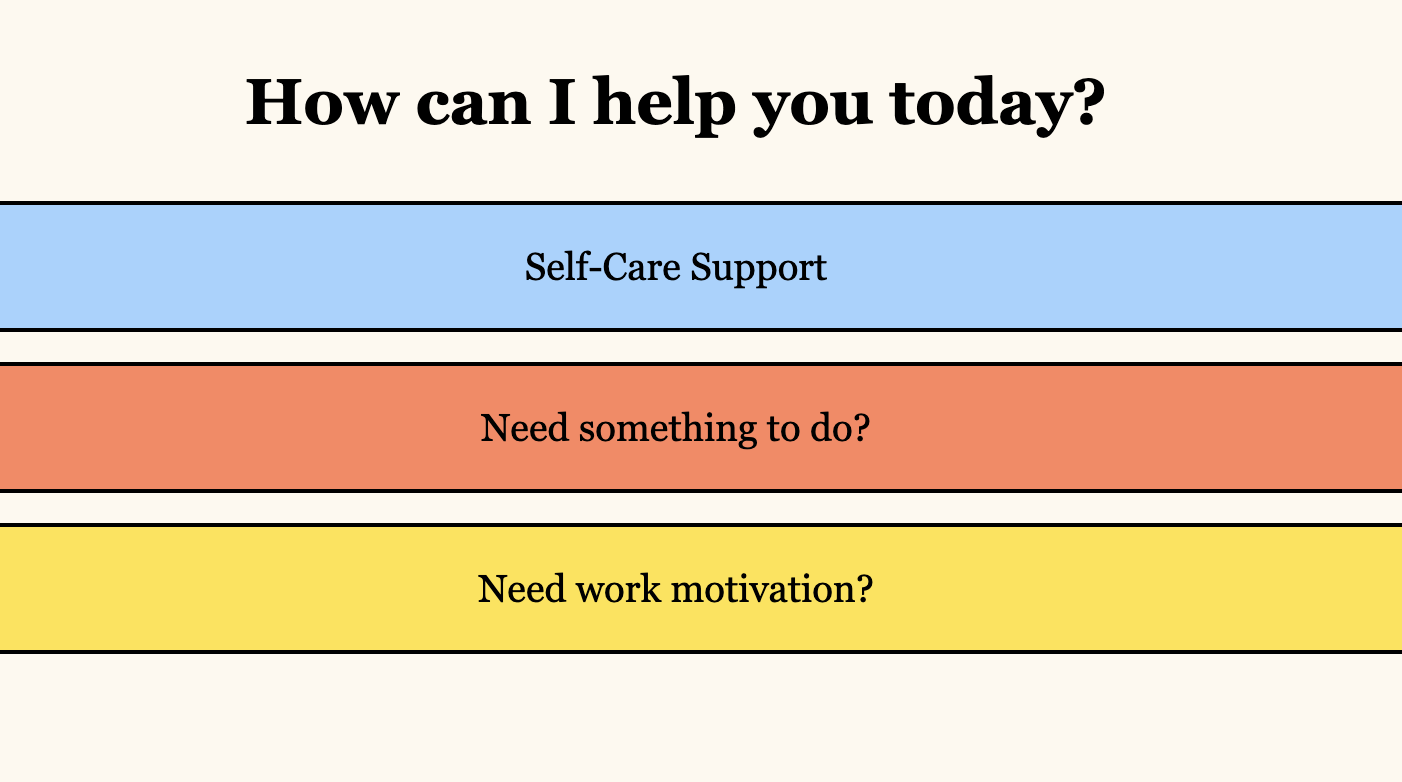 How can I help you today?
Self-Care Support
Need something to do?
Need work motivation?